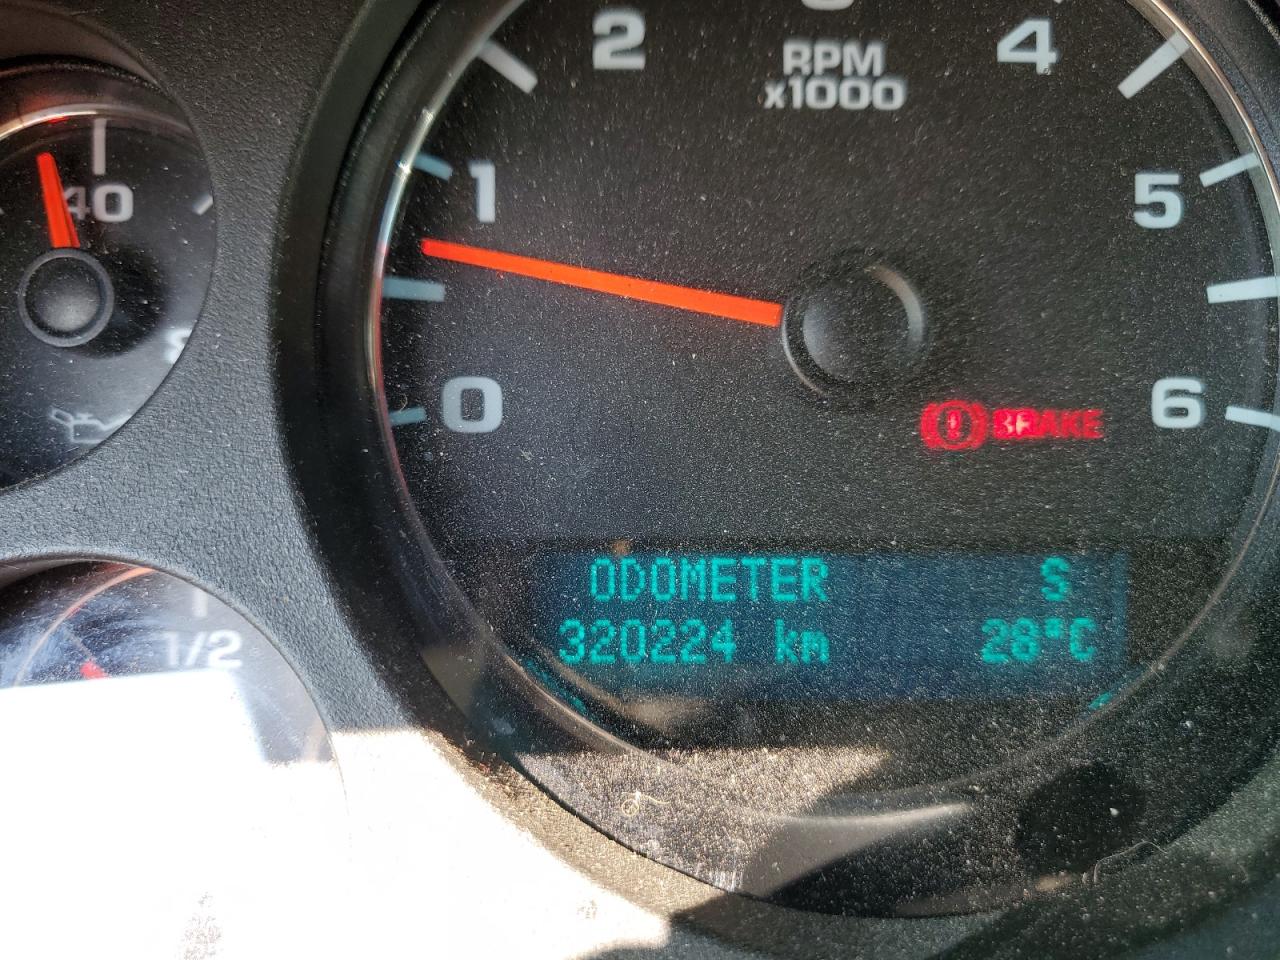 2
4
RPM
x1000
1
40
5
0
6
BRAKE
ODOMETER S
320224 km 28°C
1/2